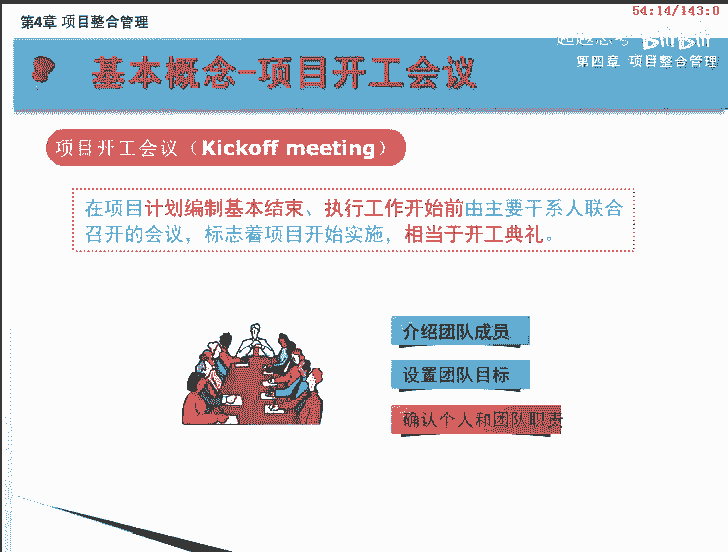 54:14/143:0
第4章 项目整合管理
bilibili
第四章 项目整合管理
基本概念-项目开工会议
项目开工会议（Kickoff meeting）
在项目计划编制基本结束、执行工作开始前由主要干系人联合
召开的会议，标志着项目开始实施，相当于开工典礼。
介绍团队成员
设置团队目标
确认个人和团队职责